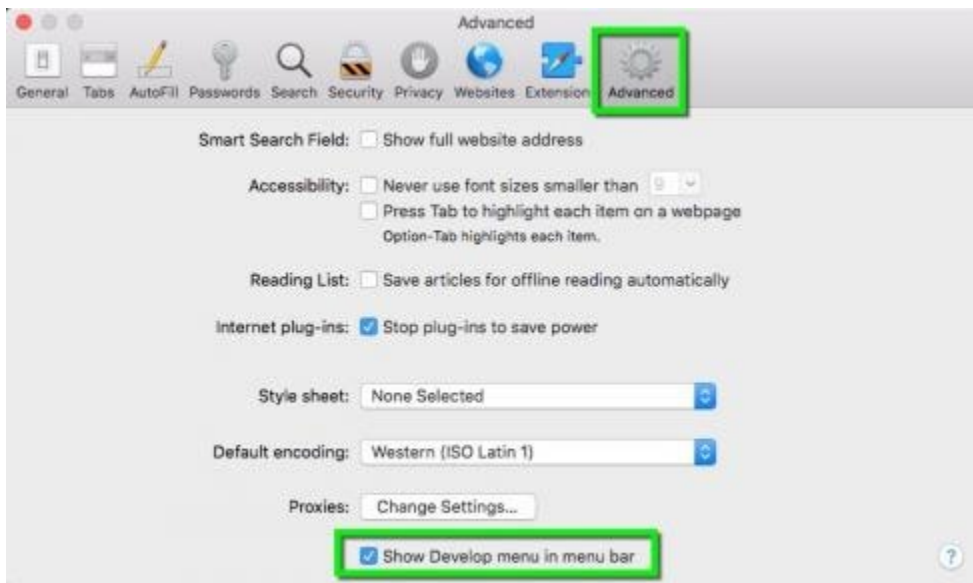 Advanced
General Tabs AutoFill Passwords Search Security Privacy Websites Extension Advanced
Smart Search Field: Show full website address
Accessibility: Never use font sizes smaller than 9
Press Tab to highlight each item on a webpage
Option-Tab highlights each item.
Reading List: Save articles for offline reading automatically
Internet plug-ins: Stop plug-ins to save power
Style sheet: None Selected
Default encoding: Western (ISO Latin 1)
Proxies: Change Settings...
Show Develop menu in menu bar
?